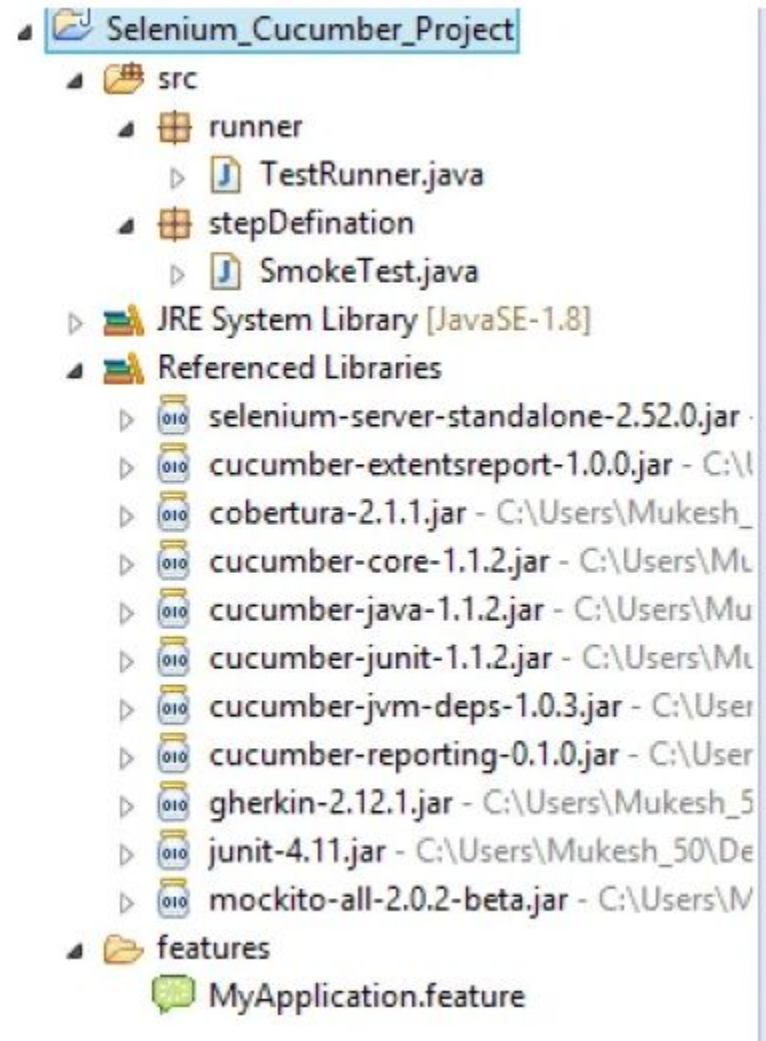 Selenium_Cucumber_Project
src
runner
TestRunner.java
stepDefination
SmokeTest.java
JRE System Library [JavaSE-1.8]
Referenced Libraries
selenium-server-standalone-2.52.0.jar -
cucumber-extentsreport-1.0.0.jar - C:\
cobertura-2.1.1.jar - C:\Users\Mukesh_
cucumber-core-1.1.2.jar - C:\Users\Mu
cucumber-java-1.1.2.jar - C:\Users\Mu
cucumber-junit-1.1.2.jar - C:\Users\Mu
cucumber-jvm-deps-1.0.3.jar - C:\User
cucumber-reporting-0.1.0.jar - C:\User
gherkin-2.12.1.jar - C:\Users\Mukesh_5
junit-4.11.jar - C:\Users\Mukesh_50\De
mockito-all-2.0.2-beta.jar - C:\Users\M
features
MyApplication.feature